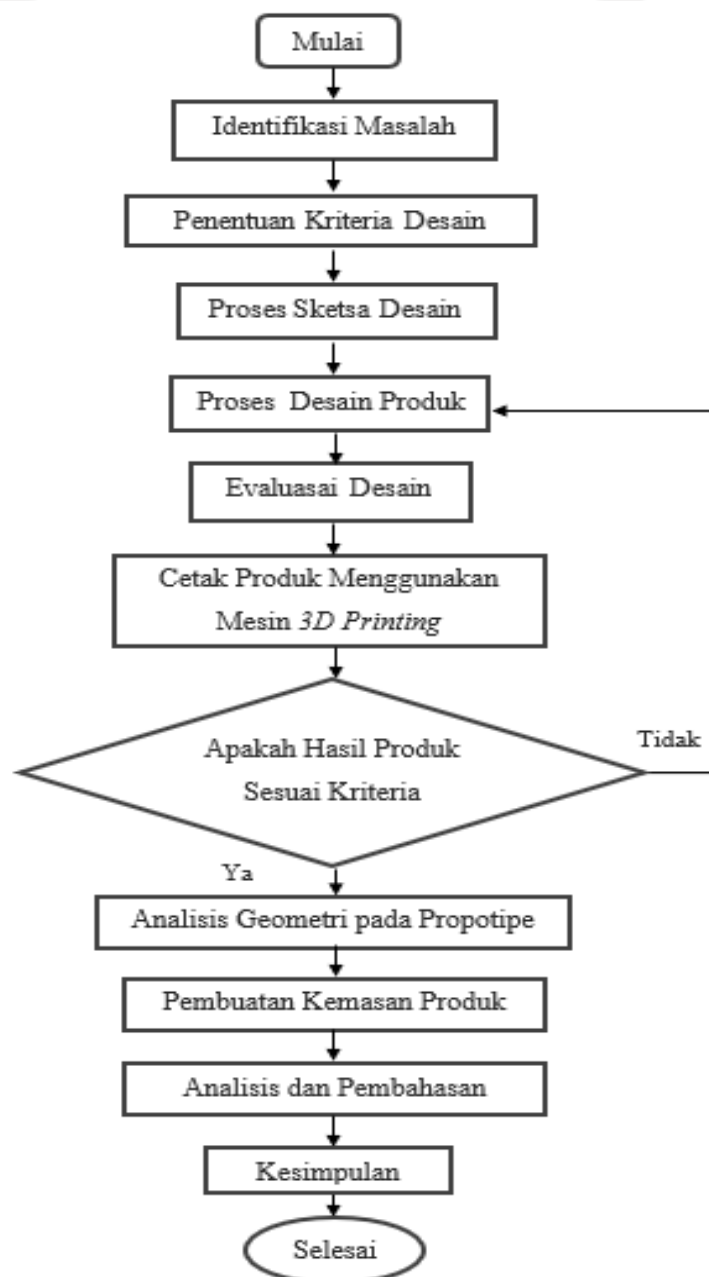 Mulai
Identifikasi Masalah
Penentuan Kriteria Desain
Proses Sketsa Desain
Proses Desain Produk
Evaluasai Desain
Cetak Produk Menggunakan
Mesin 3D Printing
Apakah Hasil Produk
Sesuai Kriteria
Tidak
Ya
Analisis Geometri pada Propotipe
Pembuatan Kemasan Produk
Analisis dan Pembahasan
Kesimpulan
Selesai